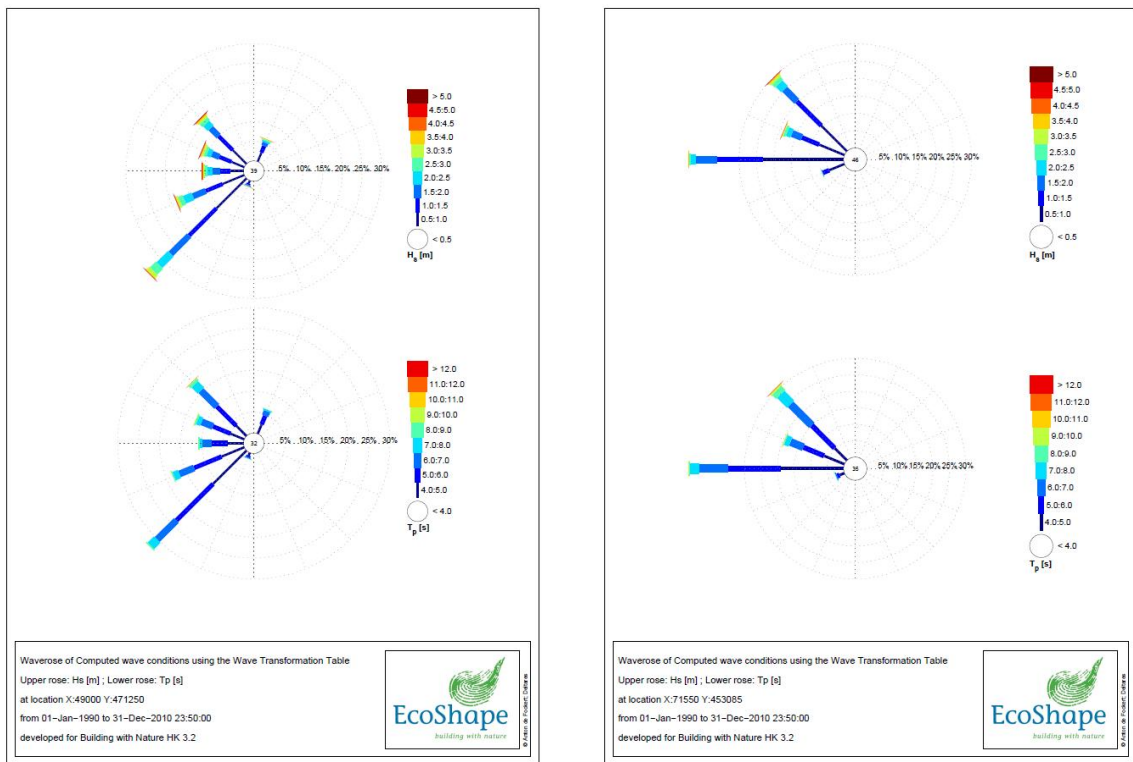 39
5% 10% 15% 20% 25% 30%
> 5.0
4.5:5.0
4.0:4.5
3.5:4.0
3.0:3.5
2.5:3.0
2.0:2.5
1.5:2.0
1.0:1.5
0.5:1.0
< 0.5
Hs [m]
32
5% 10% 15% 20% 25% 30%
> 12.0
11.0:12.0
10.0:11.0
9.0:10.0
8.0:9.0
7.0:8.0
6.0:7.0
5.0:6.0
4.0:5.0
< 4.0
Tp [s]
Waverose of Computed wave conditions using the Wave Transformation Table
Upper rose: Hs [m] ; Lower rose: Tp [s]
at location X:49000 Y:471250
from 01-Jan-1990 to 31-Dec-2010 23:50:00
developed for Building with Nature HK 3.2
EcoShape
building with nature
© Anton de Fockert; Deltares
46
5% 10% 15% 20% 25% 30%
> 5.0
4.5:5.0
4.0:4.5
3.5:4.0
3.0:3.5
2.5:3.0
2.0:2.5
1.5:2.0
1.0:1.5
0.5:1.0
< 0.5
Hs [m]
5% 10% 15% 20% 25% 30%
> 12.0
11.0:12.0
10.0:11.0
9.0:10.0
8.0:9.0
7.0:8.0
6.0:7.0
5.0:6.0
4.0:5.0
< 4.0
Tp [s]
Waverose of Computed wave conditions using the Wave Transformation Table
Upper rose: Hs [m] ; Lower rose: Tp [s]
at location X:71550 Y:453085
from 01-Jan-1990 to 31-Dec-2010 23:50:00
developed for Building with Nature HK 3.2
EcoShape
building with nature
© Anton de Fockert; Deltares